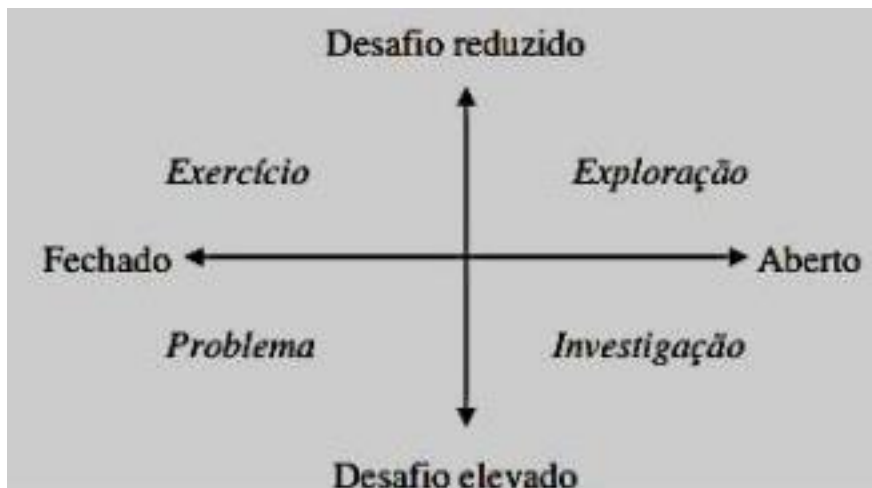 Desafio reduzido
Exercício Exploração
Fechado Aberto
Problema Investigação
Desafio elevado